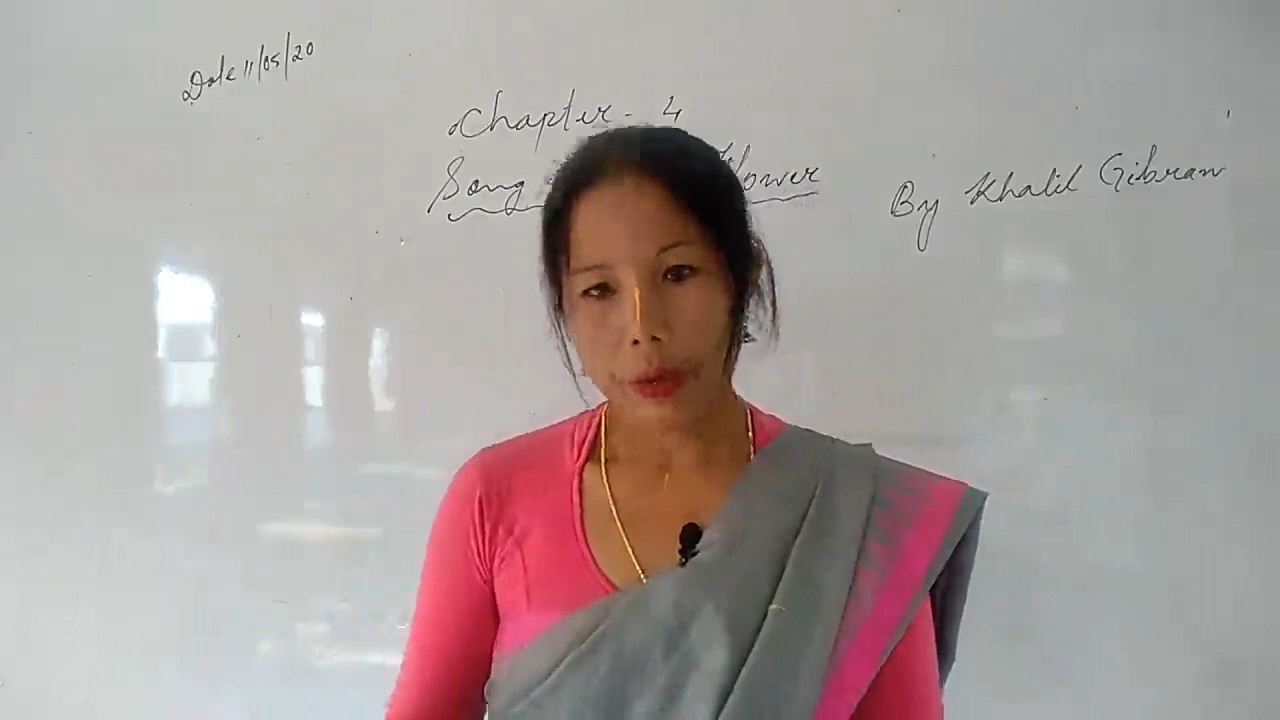 Date 11/05/20
Chapter - 4
Song Flower
By Khalil Gibran